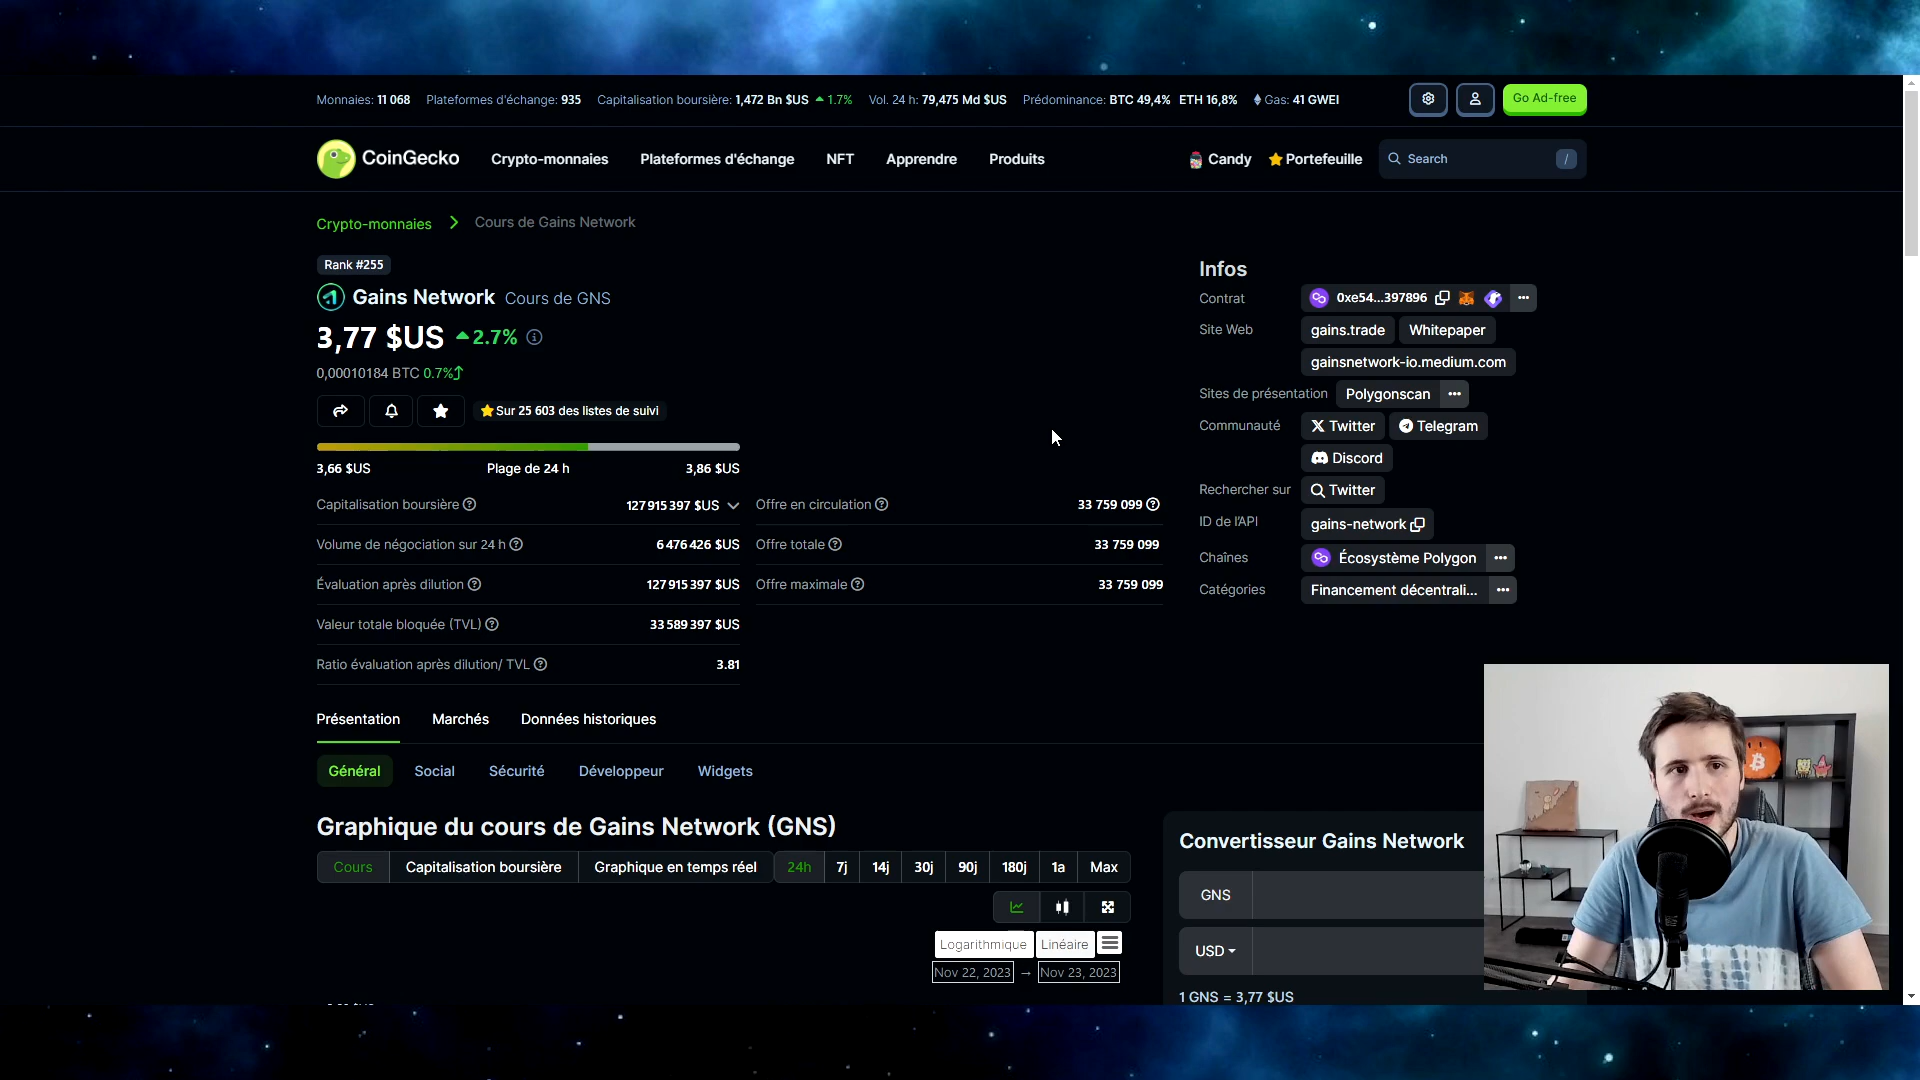 Monnaies: 11 068 Plateformes d'échange: 935 Capitalisation boursière: 1,472 Bn $US 1.7% Vol. 24 h: 79,475 Md $US Prédominance: BTC 49,4% ETH 16,8% Gas: 41 GWEI Go Ad-free
CoinGecko Crypto-monnaies Plateformes d'échange NFT Apprendre Produits Candy Portefeuille Search /
Crypto-monnaies Cours de Gains Network
Rank #255
Gains Network Cours de GNS
3,77 $US 2.7%
0,00010184 BTC 0.7%
Sur 25 603 des listes de suivi
3,66 $US Plage de 24 h 3,86 $US
Capitalisation boursière 127 915 397 $US
Volume de négociation sur 24 h 6 476 426 $US
Évaluation après dilution 127 915 397 $US
Valeur totale bloquée (TVL) 33 589 397 $US
Ratio évaluation après dilution/ TVL 3.81
Offre en circulation 33 759 099
Offre totale 33 759 099
Offre maximale 33 759 099
Infos
Contrat 0xe54...397896
Site Web gains.trade Whitepaper
gainsnetwork-io.medium.com
Sites de présentation Polygonscan
Communauté Twitter Telegram
Discord
Rechercher sur Twitter
ID de l'API gains-network
Chaînes Écosystème Polygon
Catégories Financement décentrali...
Présentation Marchés Données historiques
Général Social Sécurité Développeur Widgets
Graphique du cours de Gains Network (GNS)
Cours Capitalisation boursière Graphique en temps réel 24h 7j 14j 30j 90j 180j 1a Max
Logarithmique Linéaire
Nov 22, 2023 → Nov 23, 2023
Convertisseur Gains Network
GNS
USD
1 GNS = 3,77 $US